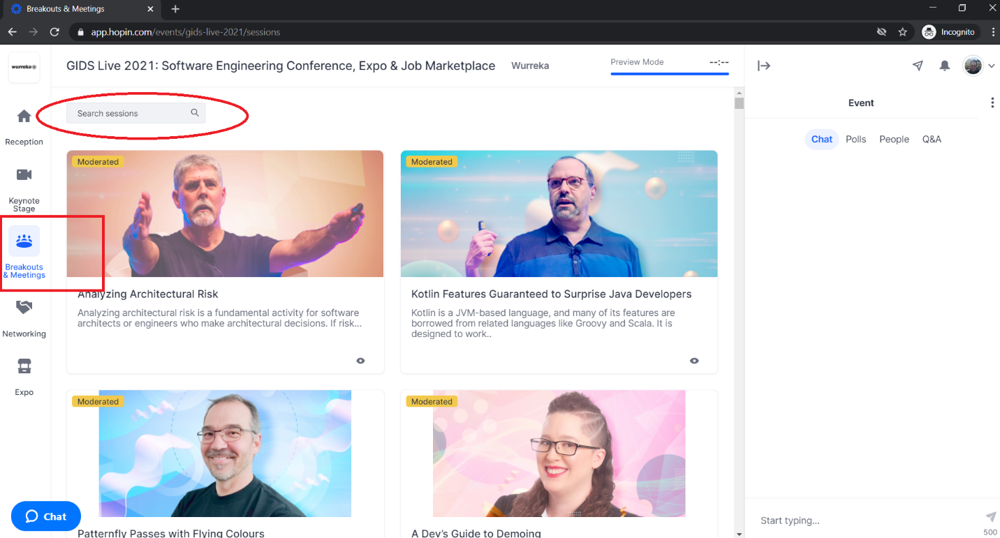 Breakouts & Meetings
app.hopin.com/events/gids-live-2021/sessions
Incognito
wurreka
GIDS Live 2021: Software Engineering Conference, Expo & Job Marketplace
Wurreka
Preview Mode
--:--
Reception
Keynote
Stage
Breakouts
& Meetings
Networking
Expo
Chat
Search sessions
Moderated
Analyzing Architectural Risk
Analyzing architectural risk is a fundamental activity for software
architects or engineers who make architectural decisions. If risk...
Moderated
Kotlin Features Guaranteed to Surprise Java Developers
Kotlin is a JVM-based language, and many of its features are
borrowed from related languages like Groovy and Scala. It is
designed to work..
Moderated
Patternfly Passes with Flying Colours
Moderated
A Dev's Guide to Demoing
Event
Chat
Polls
People
Q&A
Start typing...
500